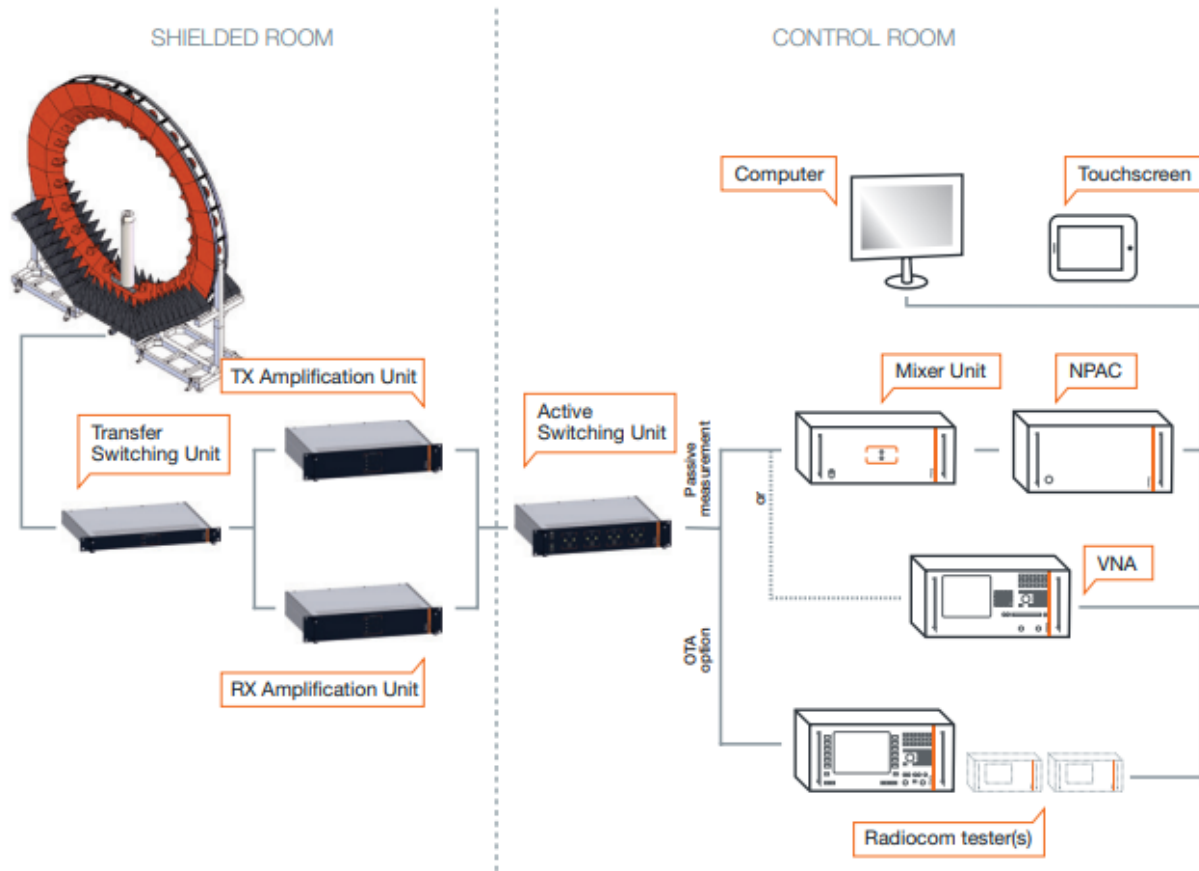 SHIELDED ROOM
CONTROL ROOM
Computer
Touchscreen
TX Amplification Unit
Mixer Unit
NPAC
Transfer
Switching Unit
Active
Switching Unit
Passive
measurement
or
VNA
OTA
option
RX Amplification Unit
Radiocom tester(s)